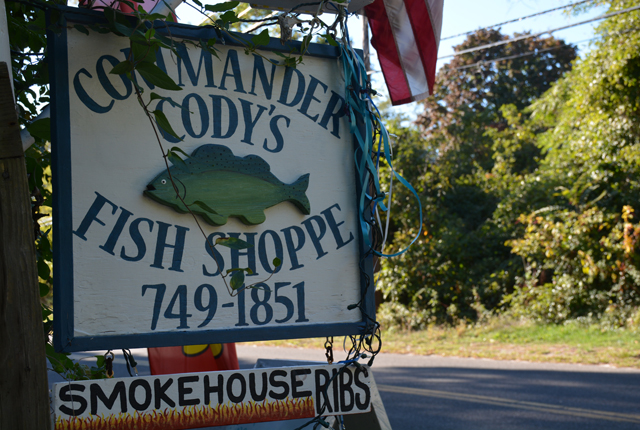 COMMANDER
CODY'S
FISH SHOPPE
749-1851
SMOKEHOUSE RIBS